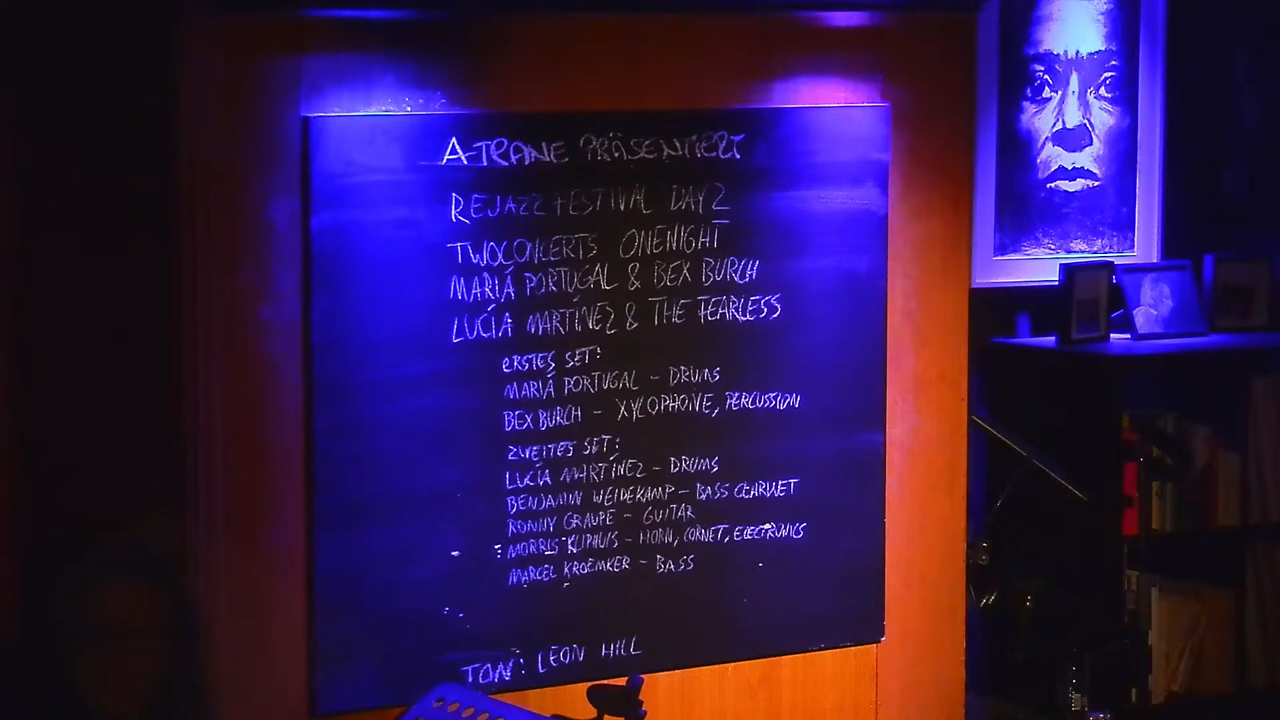 A-TRANE PRÄSENTIERT
REJAZZ FESTIVAL DAY 2
TWO CONCERTS ONE NIGHT
MARIÁ PORTUGAL & BEX BURCH
LUCÍA MARTÍNEZ & THE FEARLESS
ERSTES SET:
MARIÁ PORTUGAL - DRUMS
BEX BURCH - XYLOPHONE, PERCUSSION
ZWEITES SET:
LUCÍA MARTÍNEZ - DRUMS
BENJAMIN WEIDEKAMP - BASS CLARINET
RONNY GRAUPE - GUITAR
MORRIS KLIPHUIS - HORN, CORNET, ELECTRONICS
MARCEL KROEMKER - BASS
TON: LEON HILL